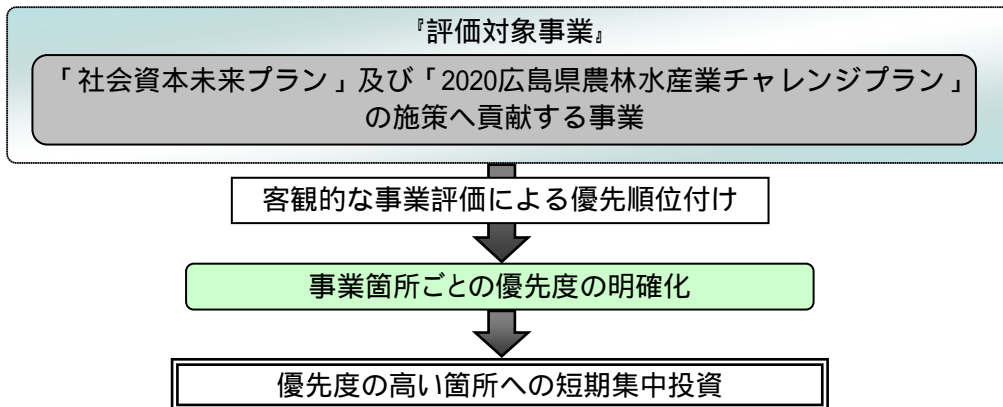 『評価対象事業』
「社会資本未来プラン」及び「2020広島県農林水産業チャレンジプラン」
の施策へ貢献する事業
客観的な事業評価による優先順位付け
事業箇所ごとの優先度の明確化
優先度の高い箇所への短期集中投資